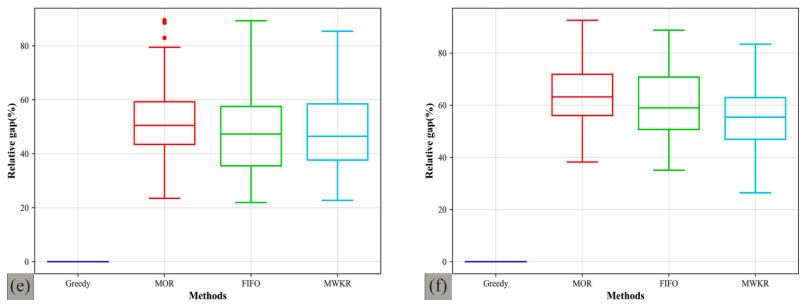 Relative gap(%)
80
60
40
20
0
Greedy
MOR
FIFO
MWKR
Methods
(e)
Relative gap(%)
80
60
40
20
0
Greedy
MOR
FIFO
MWKR
Methods
(f)